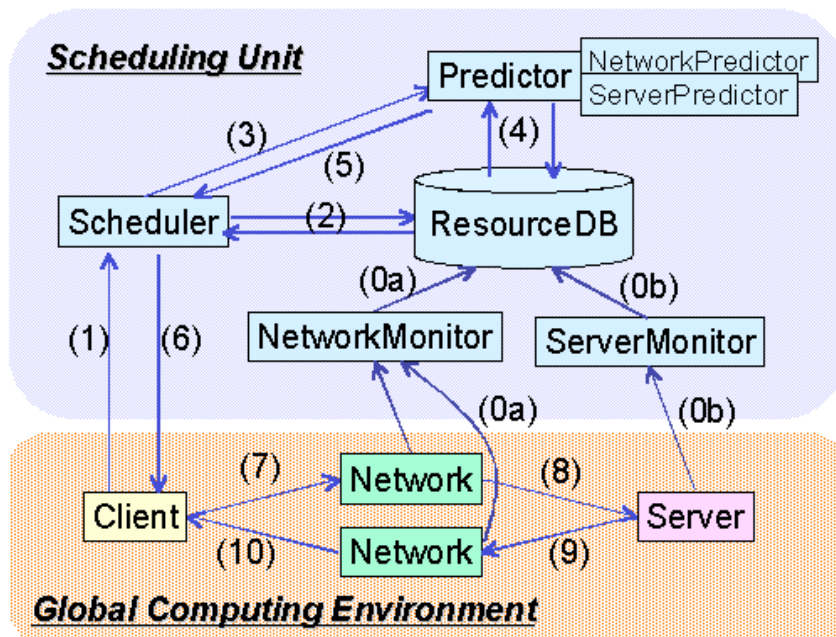 Scheduling Unit
NetworkPredictor
Predictor
ServerPredictor
(3)
(4)
(5)
Scheduler
(2)
ResourceDB
(0a)
(0b)
(1)
(6)
NetworkMonitor
ServerMonitor
(0a)
(0b)
(7)
Network
(8)
Client
Server
(10)
Network
(9)
Global Computing Environment